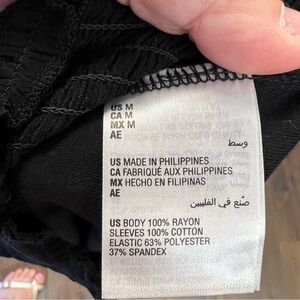 US M
CA M
MX M
AE
وسط
US MADE IN PHILIPPINES
CA FABRIQUÉ AUX PHILIPPINES
MX HECHO EN FILIPINAS
AE
صُنع في الفلبين
US BODY 100% RAYON
SLEEVES 100% COTTON
ELASTIC 63% POLYESTER
37% SPANDEX